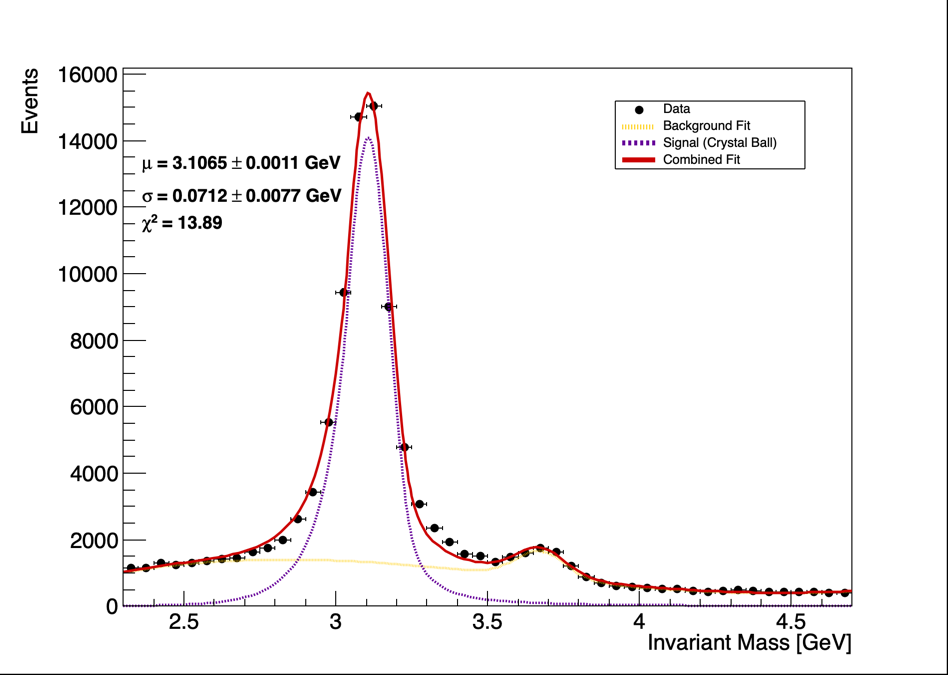 Events
16000
14000
12000
10000
8000
6000
4000
2000
0
μ = 3.1065 ± 0.0011 GeV
σ = 0.0712 ± 0.0077 GeV
χ² = 13.89
Data
Background Fit
Signal (Crystal Ball)
Combined Fit
2.5 3 3.5 4 4.5
Invariant Mass [GeV]